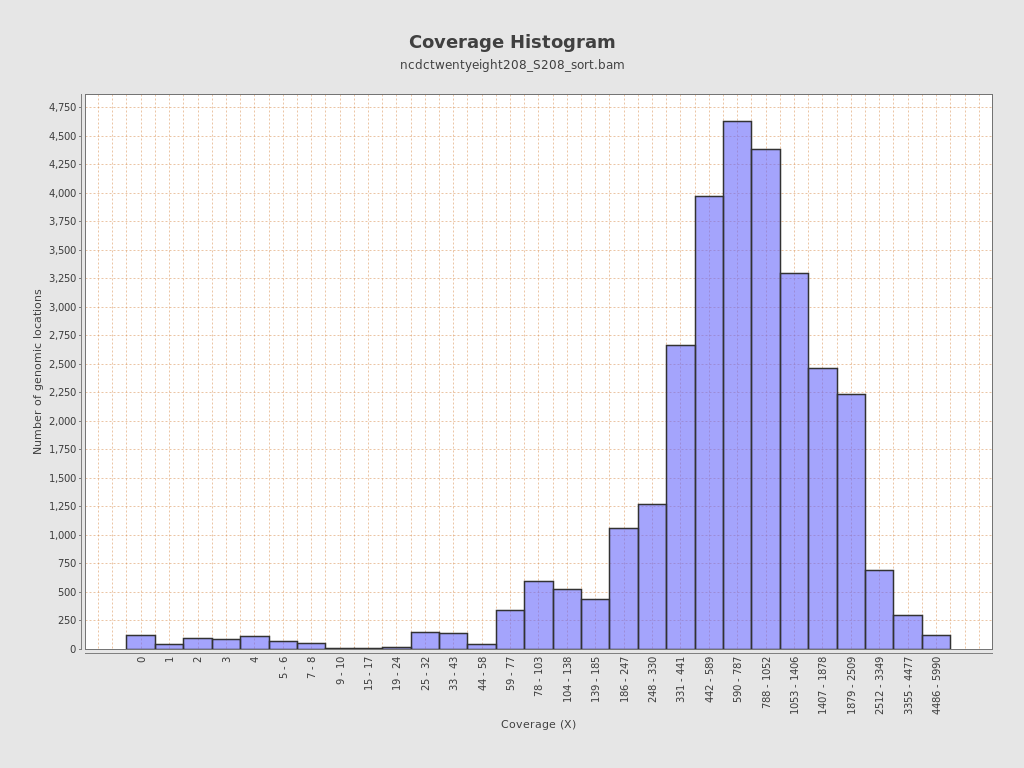 Coverage Histogram
ncdctwentyeight208_S208_sort.bam
4,750
4,500
4,250
4,000
3,750
3,500
3,250
3,000
2,750
2,500
2,250
2,000
1,750
1,500
1,250
1,000
750
500
250
0
Number of genomic locations
0
1
2
3
4
5 - 6
7 - 8
9 - 10
15 - 17
19 - 24
25 - 32
33 - 43
44 - 58
59 - 77
78 - 103
104 - 138
139 - 185
186 - 247
248 - 330
331 - 441
442 - 589
590 - 787
788 - 1052
1053 - 1406
1407 - 1878
1879 - 2509
2512 - 3349
3355 - 4477
4486 - 5990
Coverage (X)